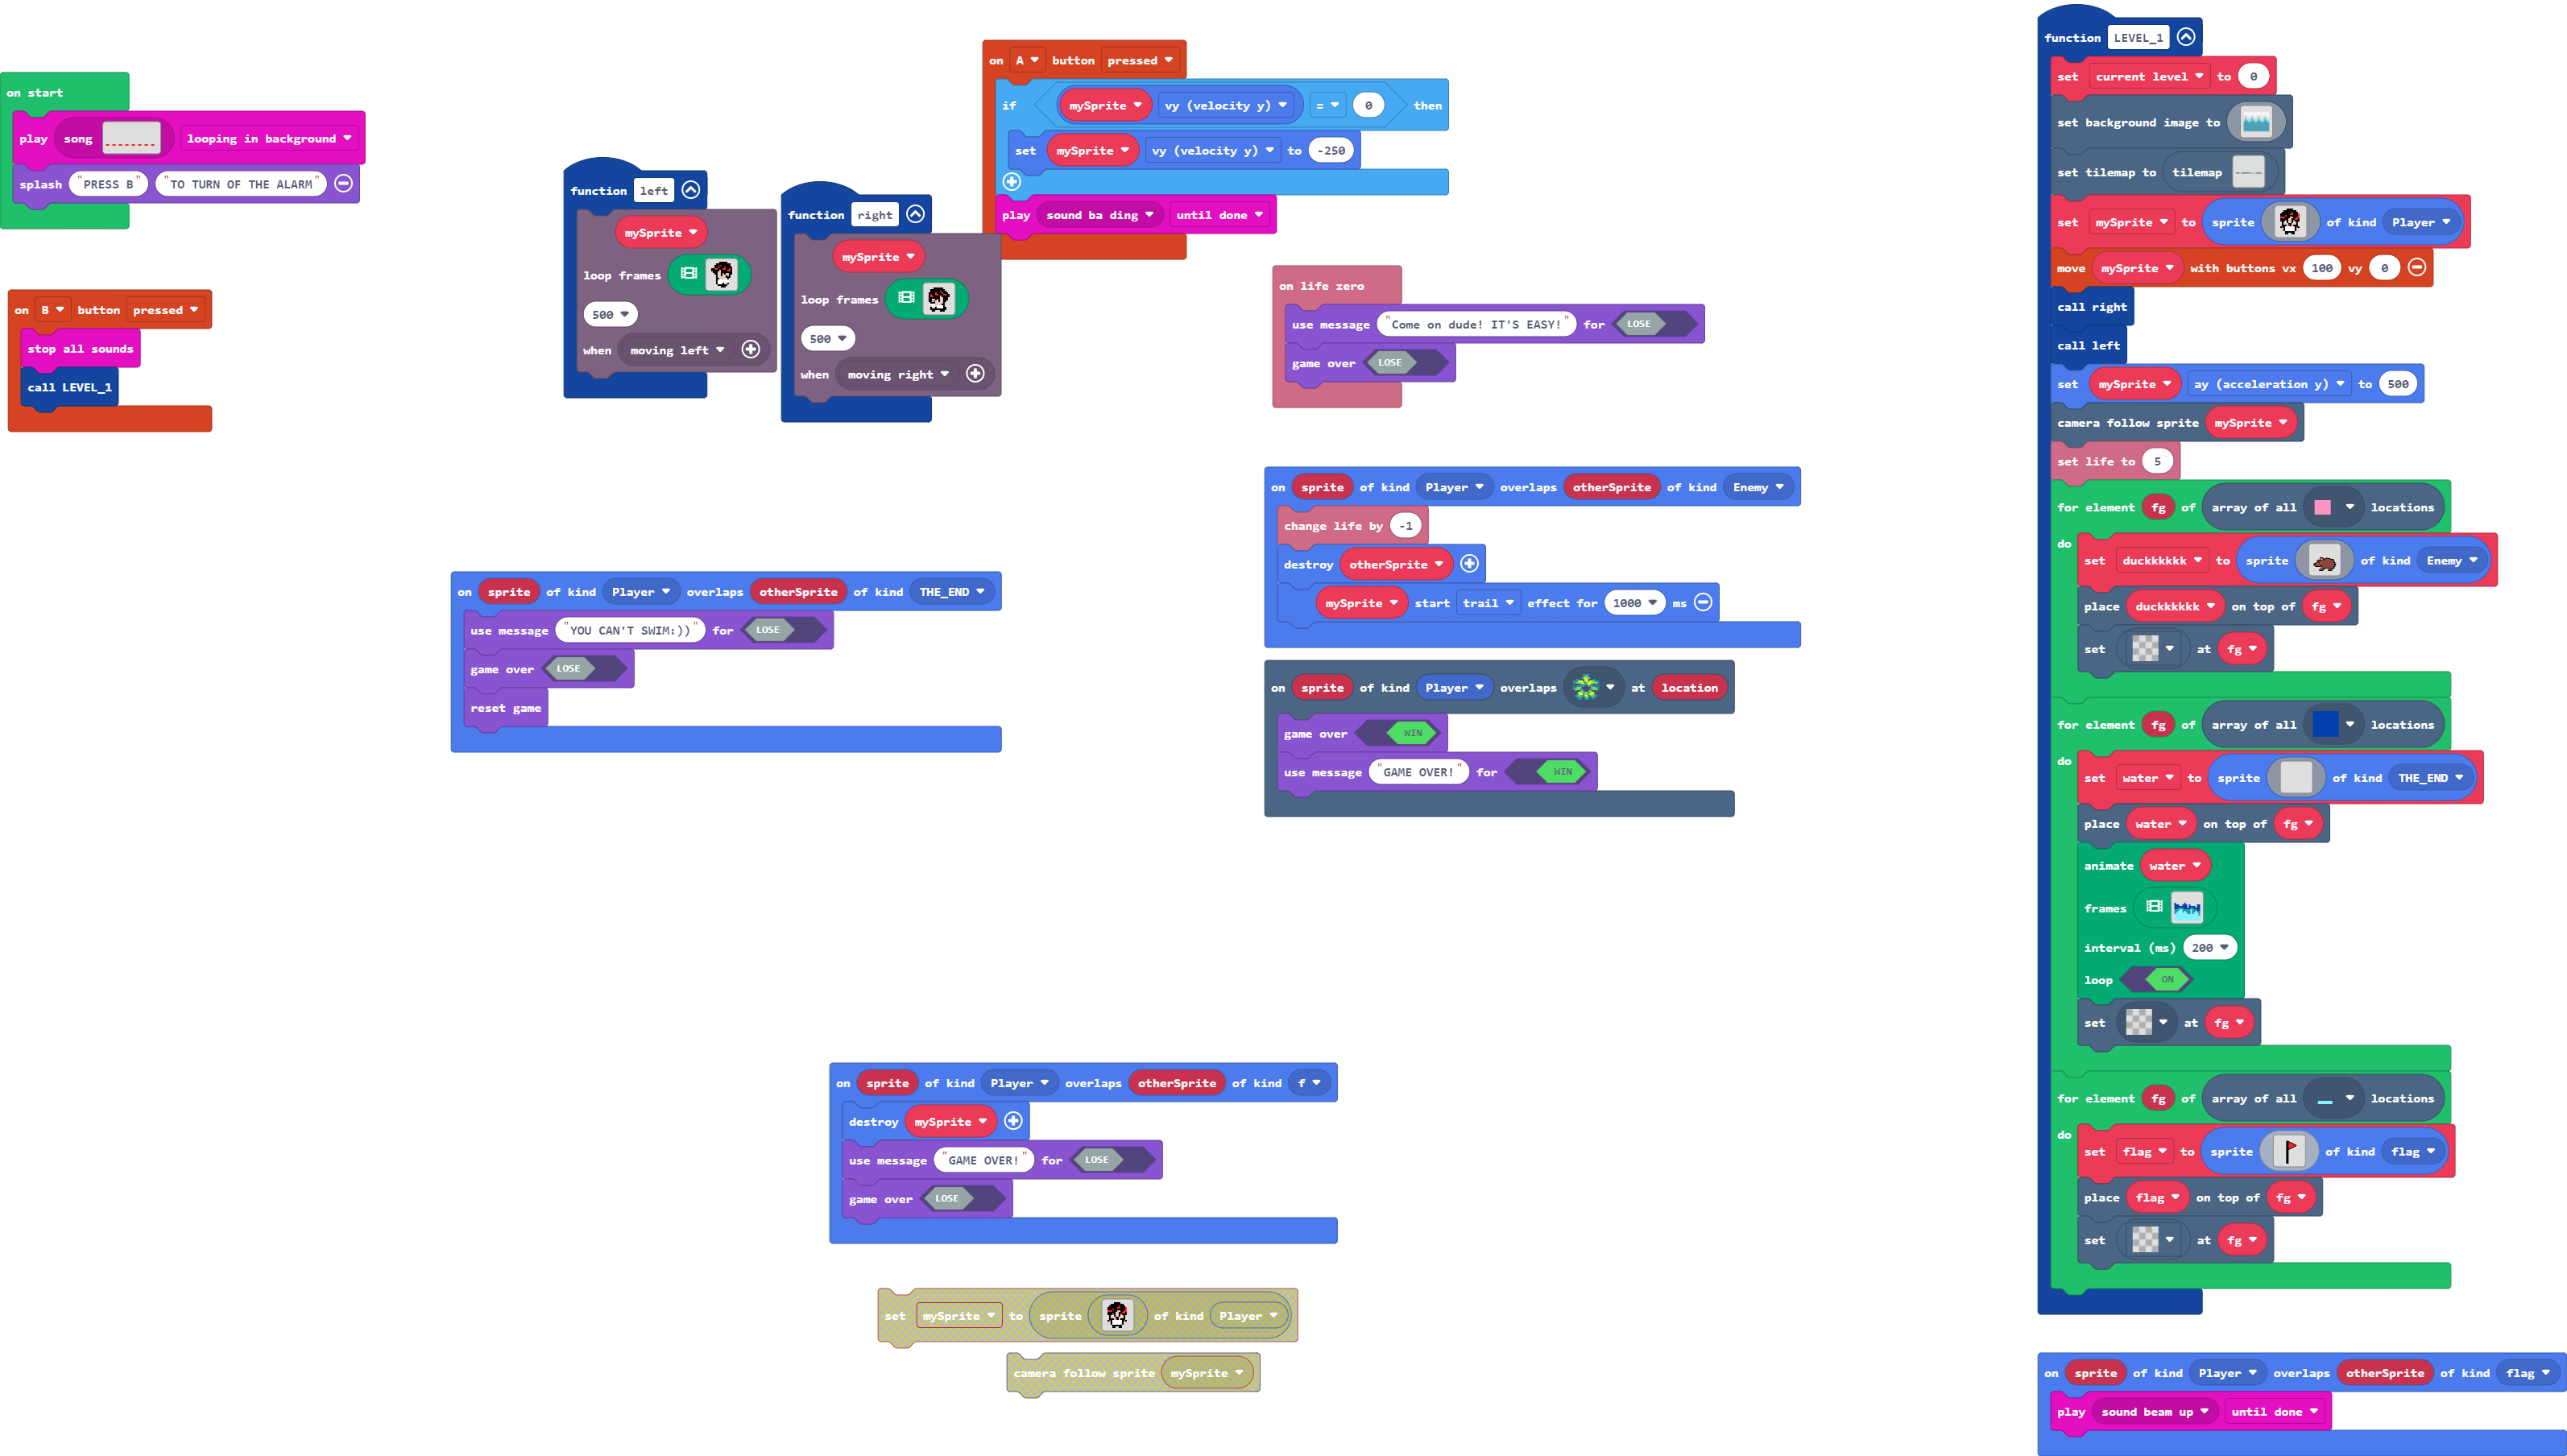 on start
play song looping in background
splash "PRESS B" "TO TURN OF THE ALARM"
on B button pressed
stop all sounds
call LEVEL_1
function left
mySprite
loop frames
500
when moving left
function right
mySprite
loop frames
500
when moving right
on A button pressed
if mySprite vy (velocity y) = 0 then
set mySprite vy (velocity y) to -250
play sound ba ding until done
on life zero
use message "Come on dude! IT'S EASY!" for LOSE
game over LOSE
on sprite of kind Player overlaps otherSprite of kind Enemy
change life by -1
destroy otherSprite
mySprite start trail effect for 1000 ms
on sprite of kind Player overlaps at location
game over WIN
use message "GAME OVER!" for WIN
on sprite of kind Player overlaps otherSprite of kind THE_END
use message "YOU CAN'T SWIM:))" for LOSE
game over LOSE
reset game
on sprite of kind Player overlaps otherSprite of kind f
destroy mySprite
use message "GAME OVER!" for LOSE
game over LOSE
set mySprite to sprite of kind Player
camera follow sprite mySprite
function LEVEL_1
set current level to 0
set background image to
set tilemap to tilemap
set mySprite to sprite of kind Player
move mySprite with buttons vx 100 vy 0
call right
call left
set mySprite ay (acceleration y) to 500
camera follow sprite mySprite
set life to 5
for element fg of array of all locations
do
set duckkkkkk to sprite of kind Enemy
place duckkkkkk on top of fg
set at fg
for element fg of array of all locations
do
set water to sprite of kind THE_END
place water on top of fg
animate water
frames
interval (ms) 200
loop ON
set at fg
for element fg of array of all locations
do
set flag to sprite of kind flag
place flag on top of fg
set at fg
on sprite of kind Player overlaps otherSprite of kind flag
play sound beam up until done